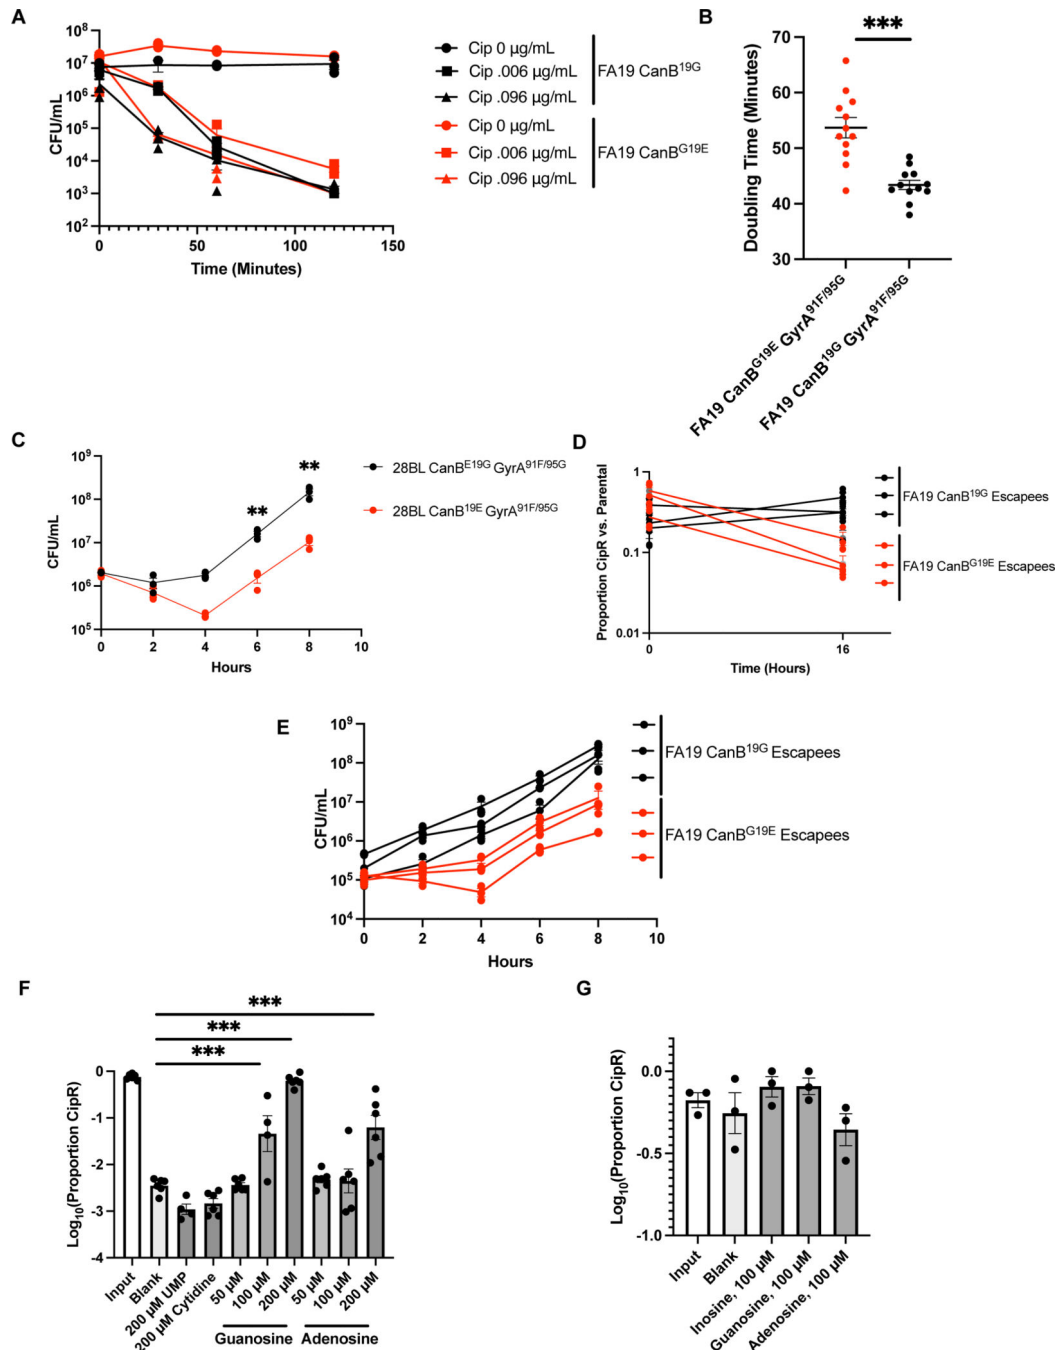 A
10⁸
10⁷
10⁶
10⁵
10⁴
10³
10²
CFU/mL
0
50
100
150
Time (Minutes)
Cip 0 µg/mL
Cip .006 µg/mL
Cip .096 µg/mL
FA19 CanB¹⁹ᴳ
Cip 0 µg/mL
Cip .006 µg/mL
Cip .096 µg/mL
FA19 CanBᴳ¹⁹ᴱ
B
***
70
60
50
40
30
Doubling Time (Minutes)
FA19 CanBᴳ¹⁹ᴱ GyrA⁹¹ᶠ/⁹⁵ᴳ
FA19 CanB¹⁹ᴳ GyrA⁹¹ᶠ/⁹⁵ᴳ
C
10⁹
10⁸
10⁷
10⁶
10⁵
CFU/mL
**
**
0
2
4
6
8
10
Hours
28BL CanBᴱ¹⁹ᴳ GyrA⁹¹ᶠ/⁹⁵ᴳ
28BL CanB¹⁹ᴱ GyrA⁹¹ᶠ/⁹⁵ᴳ
D
1
0.1
0.01
Proportion CipR vs. Parental
0
16
Time (Hours)
FA19 CanB¹⁹ᴳ Escapees
FA19 CanBᴳ¹⁹ᴱ Escapees
E
10⁹
10⁸
10⁷
10⁶
10⁵
10⁴
CFU/mL
0
2
4
6
8
10
Hours
FA19 CanB¹⁹ᴳ Escapees
FA19 CanBᴳ¹⁹ᴱ Escapees
F
***
***
***
0
-1
-2
-3
-4
Log₁₀(Proportion CipR)
Input
Blank
200 µM UMP
200 µM Cytidine
50 µM
100 µM
200 µM
50 µM
100 µM
200 µM
Guanosine
Adenosine
G
0.0
-0.5
-1.0
Log₁₀(Proportion CipR)
Input
Blank
Inosine, 100 µM
Guanosine, 100 µM
Adenosine, 100 µM